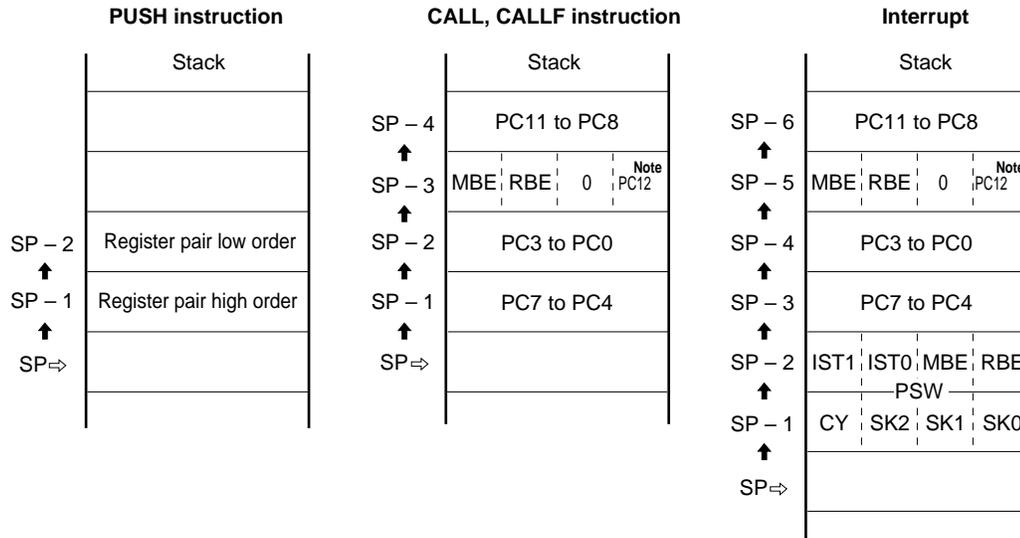 PUSH instruction
Stack
SP – 2
Register pair low order
SP – 1
Register pair high order
SP
CALL, CALLF instruction
Stack
SP – 4
PC11 to PC8
SP – 3
MBE RBE 0 PC12 Note
SP – 2
PC3 to PC0
SP – 1
PC7 to PC4
SP
Interrupt
Stack
SP – 6
PC11 to PC8
SP – 5
MBE RBE 0 PC12 Note
SP – 4
PC3 to PC0
SP – 3
PC7 to PC4
SP – 2
IST1 IST0 MBE RBE
PSW
SP – 1
CY SK2 SK1 SK0
SP